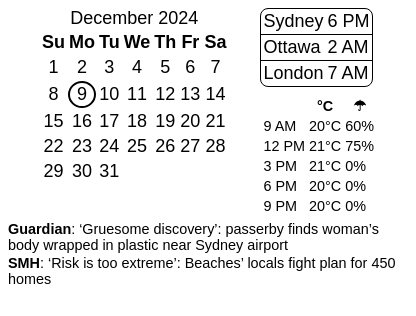 December 2024
Su Mo Tu We Th Fr Sa
1 2 3 4 5 6 7
8 9 10 11 12 13 14
15 16 17 18 19 20 21
22 23 24 25 26 27 28
29 30 31
Sydney 6 PM
Ottawa 2 AM
London 7 AM
°C ☂
9 AM 20°C 60%
12 PM 21°C 75%
3 PM 21°C 0%
6 PM 20°C 0%
9 PM 20°C 0%
Guardian: ‘Gruesome discovery’: passerby finds woman’s
body wrapped in plastic near Sydney airport
SMH: ‘Risk is too extreme’: Beaches’ locals fight plan for 450
homes